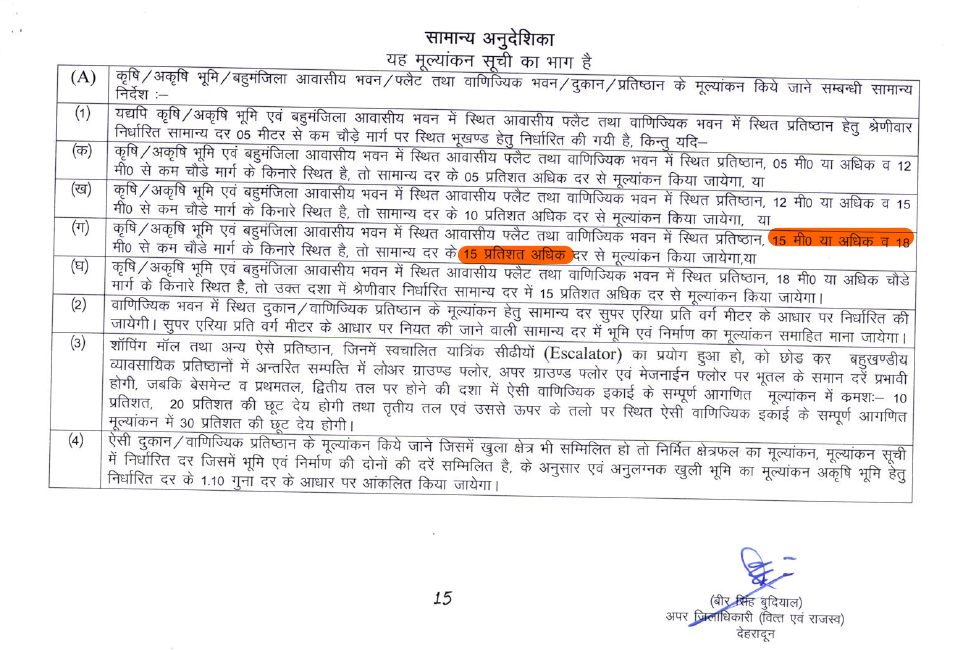 सामान्य अनुदेशिका
यह मूल्यांकन सूची का भाग है
(A) कृषि/अकृषि भूमि/बहुमंजिला आवासीय भवन/फ्लैट तथा वाणिज्यिक भवन/दुकान/प्रतिष्ठान के मूल्यांकन किये जाने सम्बन्धी सामान्य
निर्देश :–
(1) यद्यपि कृषि/अकृषि भूमि एवं बहुमंजिला आवासीय भवन में स्थित आवासीय फ्लैट तथा वाणिज्यिक भवन में स्थित प्रतिष्ठान हेतु श्रेणीवार
निर्धारित सामान्य दर 05 मीटर से कम चौड़े मार्ग पर स्थित भूखण्ड हेतु निर्धारित की गयी है, किन्तु यदि–
(क) कृषि/अकृषि भूमि एवं बहुमंजिला आवासीय भवन में स्थित आवासीय फ्लैट तथा वाणिज्यिक भवन में स्थित प्रतिष्ठान, 05 मी0 या अधिक व 12
मी0 से कम चौड़े मार्ग के किनारे स्थित है, तो सामान्य दर के 05 प्रतिशत अधिक दर से मूल्यांकन किया जायेगा, या
(ख) कृषि/अकृषि भूमि एवं बहुमंजिला आवासीय भवन में स्थित आवासीय फ्लैट तथा वाणिज्यिक भवन में स्थित प्रतिष्ठान, 12 मी0 या अधिक व 15
मी0 से कम चौडे मार्ग के किनारे स्थित है, तो सामान्य दर के 10 प्रतिशत अधिक दर से मूल्यांकन किया जायेगा, या
(ग) कृषि/अकृषि भूमि एवं बहुमंजिला आवासीय भवन में स्थित आवासीय फ्लैट तथा वाणिज्यिक भवन में स्थित प्रतिष्ठान, 15 मी0 या अधिक व 18
मी0 से कम चौडे मार्ग के किनारे स्थित है, तो सामान्य दर के 15 प्रतिशत अधिक दर से मूल्यांकन किया जायेगा,या
(घ) कृषि/अकृषि भूमि एवं बहुमंजिला आवासीय भवन में स्थित आवासीय फ्लैट तथा वाणिज्यिक भवन में स्थित प्रतिष्ठान, 18 मी0 या अधिक चौडे
मार्ग के किनारे स्थित है, तो उक्त दशा में श्रेणीवार निर्धारित सामान्य दर में 15 प्रतिशत अधिक दर से मूल्यांकन किया जायेगा।
(2) वाणिज्यिक भवन में स्थित दुकान/वाणिज्यिक प्रतिष्ठान के मूल्यांकन हेतु सामान्य दर सुपर एरिया प्रति वर्ग मीटर के आधार पर निर्धारित की
जायेगी। सुपर एरिया प्रति वर्ग मीटर के आधार पर नियत की जाने वाली सामान्य दर में भूमि एवं निर्माण का मूल्यांकन समाहित माना जायेगा।
(3) शॉपिंग मॉल तथा अन्य ऐसे प्रतिष्ठान, जिनमें स्वचालित यात्रिंक सीढीयों (Escalator) का प्रयोग हुआ हो, को छोड कर बहुखण्डीय
व्यावसायिक प्रतिष्ठानों में अन्तरित सम्पत्ति में लोअर ग्राउण्ड फ्लोर, अपर ग्राउण्ड फ्लोर एवं मेजनाईन फ्लोर पर भूतल के समान दरें प्रभावी
होगी, जबकि बेसमेन्ट व प्रथमतल, द्वितीय तल पर होने की दशा में ऐसी वाणिज्यिक इकाई के सम्पूर्ण आगणित मूल्यांकन में कमशः– 10
प्रतिशत, 20 प्रतिशत की छूट देय होगी तथा तृतीय तल एवं उससे ऊपर के तलो पर स्थित ऐसी वाणिज्यिक इकाई के सम्पूर्ण आगणित
मूल्यांकन में 30 प्रतिशत की छूट देय होगी।
(4) ऐसी दुकान/वाणिज्यिक प्रतिष्ठान के मूल्यांकन किये जाने जिसमें खुला क्षेत्र भी सम्मिलित हो तो निर्मित क्षेत्रफल का मूल्यांकन, मूल्यांकन सूची
में निर्धारित दर जिसमें भूमि एवं निर्माण की दोनों की दरें सम्मिलित है, के अनुसार एवं अनुलग्नक खुली भूमि का मूल्यांकन अकृषि भूमि हेतु
निर्धारित दर के 1.10 गुना दर के आधार पर आंकलित किया जायेगा।
15
(बीर सिंह बुदियाल)
अपर जिलाधिकारी (वित्त एवं राजस्व)
देहरादून